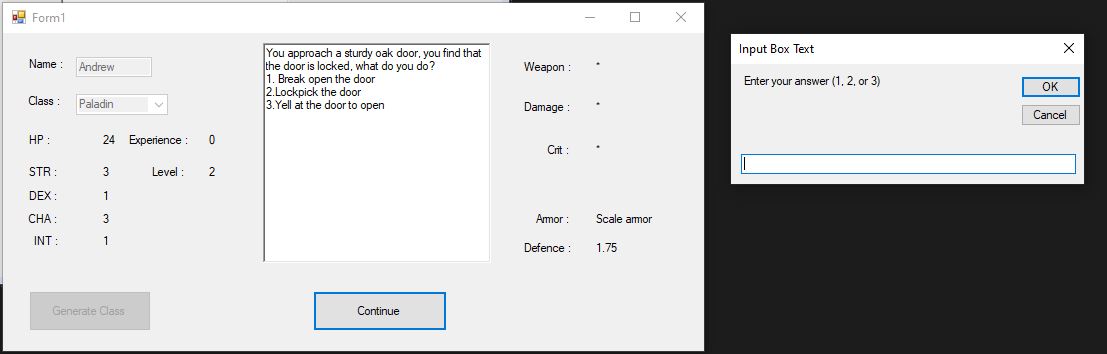 Form1
Name : Andrew
Class : Paladin
HP : 24 Experience : 0
STR : 3 Level : 2
DEX : 1
CHA : 3
INT : 1
Generate Class
You approach a sturdy oak door, you find that
the door is locked, what do you do?
1. Break open the door
2.Lockpick the door
3.Yell at the door to open
Continue
Weapon : *
Damage : *
Crit : *
Armor : Scale armor
Defence : 1.75
Input Box Text
Enter your answer (1, 2, or 3)
OK
Cancel